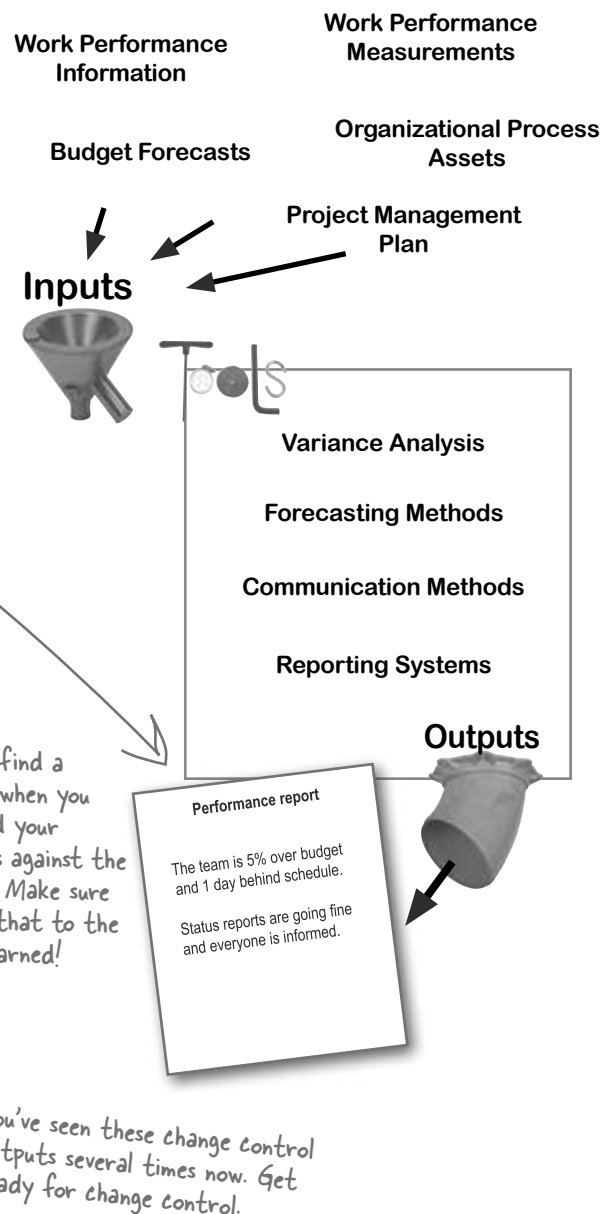 Work Performance
Information
Work Performance
Measurements
Budget Forecasts
Organizational Process
Assets
Project Management
Plan
Inputs
Tools
Variance Analysis
Forecasting Methods
Communication Methods
Reporting Systems
Outputs
find a
when you
your
against the
Make sure
that to the
Performance report
The team is 5% over budget
and 1 day behind schedule.
Status reports are going fine
and everyone is informed.
you've seen these change control
several times now. Get
for change control.